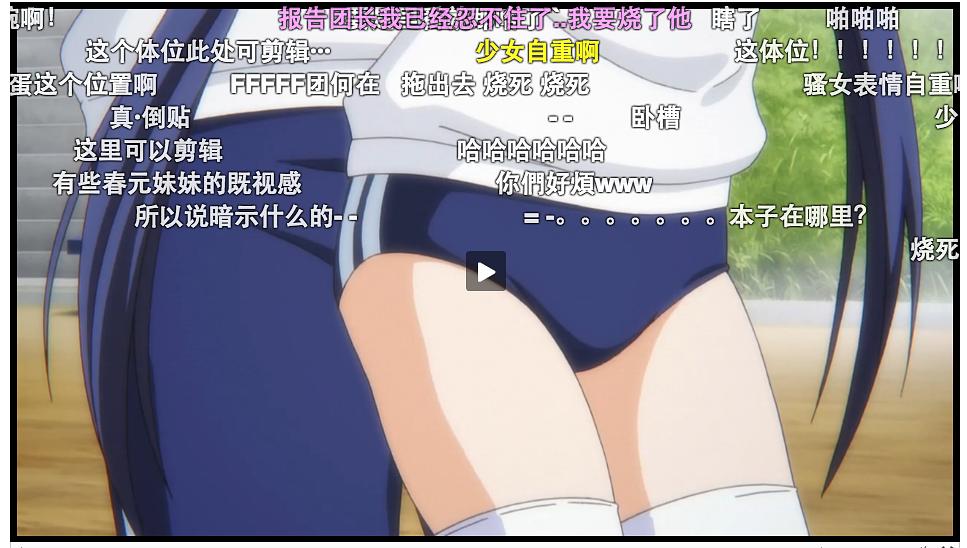 啊！ 报告团长我已经忍不住了..我要烧了他 瞎了 啪啪啪
这个体位此处可剪辑… 少女自重啊 这体位！！！！！！
蛋这个位置啊 FFFFF团何在 拖出去 烧死 烧死 骚女表情自重
真·倒贴 -- 卧槽 少
这里可以剪辑 哈哈哈哈哈哈
有些春元妹妹的既视感 你們好煩www
所以说暗示什么的-- =-。。。。。。。本子在哪里？
烧死